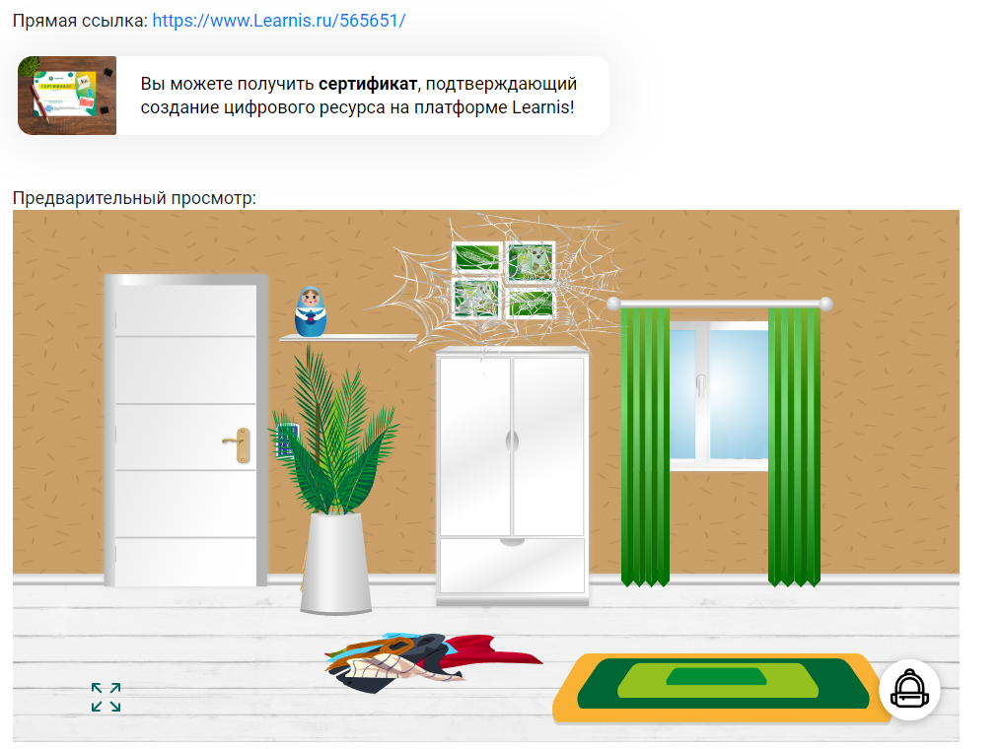 Прямая ссылка: https://www.Learnis.ru/565651/
Вы можете получить сертификат, подтверждающий
создание цифрового ресурса на платформе Learnis!
Предварительный просмотр: